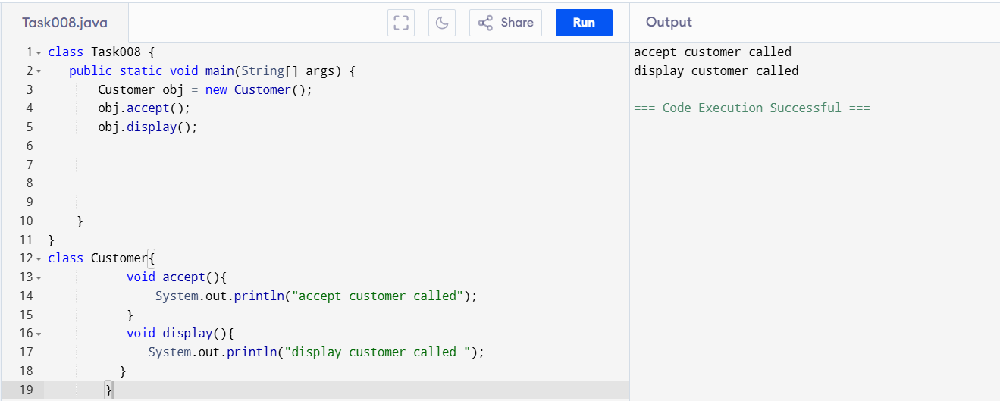 Task008.java Share Run Output
1 class Task008 {
2 public static void main(String[] args) {
3 Customer obj = new Customer();
4 obj.accept();
5 obj.display();
6
7
8
9
10 }
11 }
12 class Customer{
13 void accept(){
14 System.out.println("accept customer called");
15 }
16 void display(){
17 System.out.println("display customer called ");
18 }
19 }
accept customer called
display customer called
=== Code Execution Successful ===